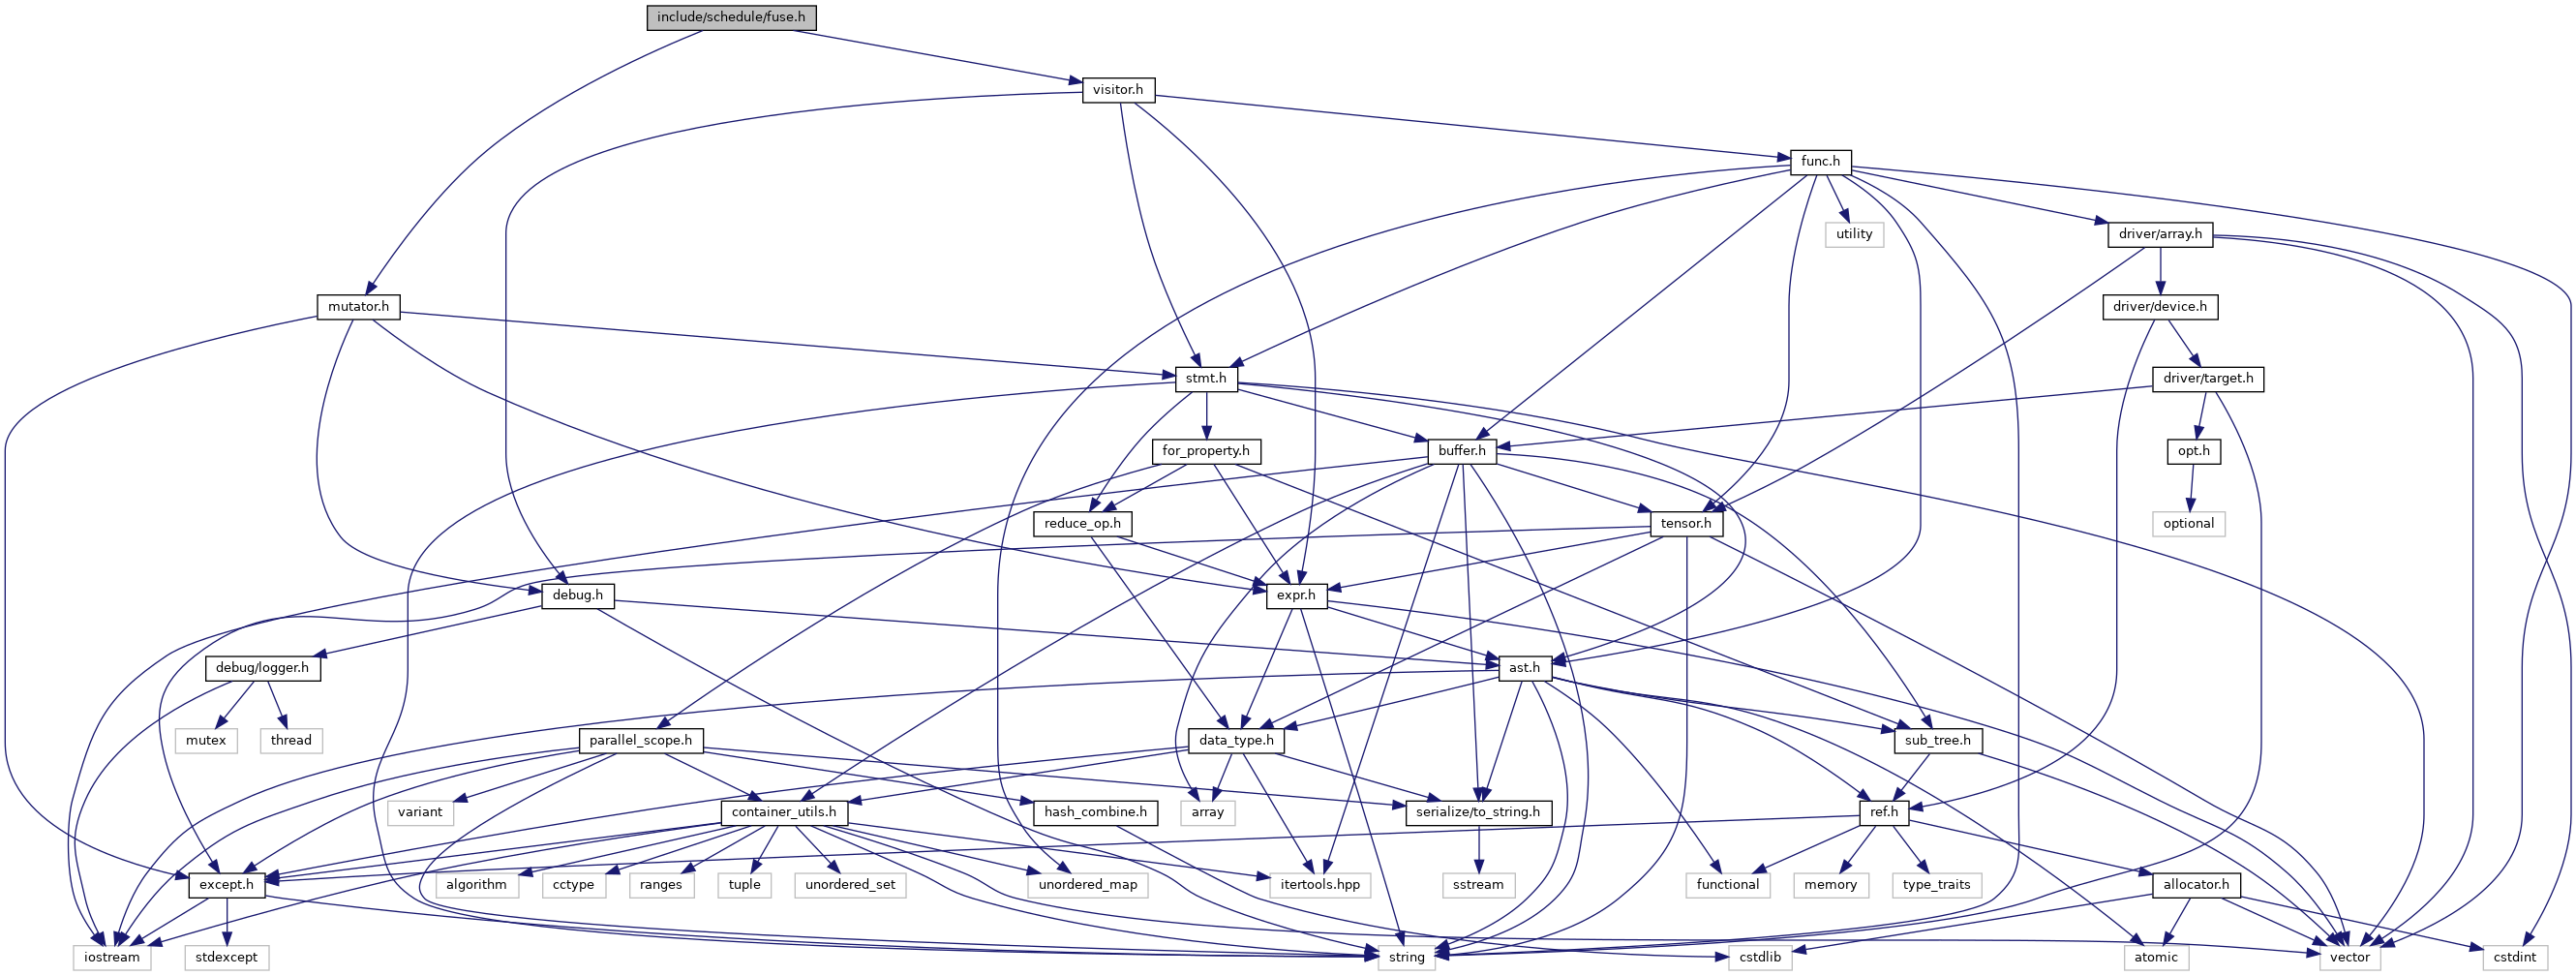 include/schedule/fuse.h
visitor.h
func.h
utility
driver/array.h
mutator.h
driver/device.h
stmt.h
driver/target.h
for_property.h
buffer.h
opt.h
reduce_op.h
tensor.h
optional
debug.h
expr.h
debug/logger.h
ast.h
mutex
thread
parallel_scope.h
data_type.h
sub_tree.h
variant
container_utils.h
hash_combine.h
array
serialize/to_string.h
ref.h
except.h
algorithm
cctype
ranges
tuple
unordered_set
unordered_map
itertools.hpp
sstream
functional
memory
type_traits
allocator.h
iostream
stdexcept
string
cstdlib
atomic
vector
cstdint